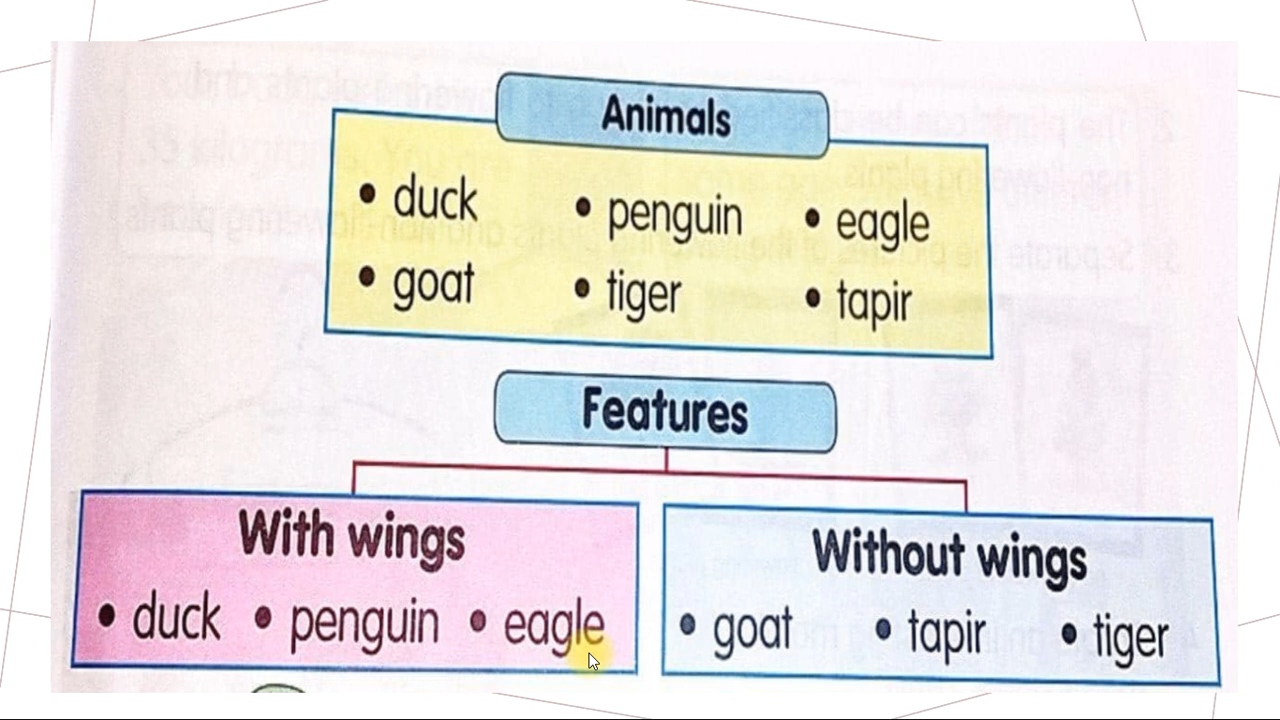 Animals
• duck • penguin • eagle
• goat • tiger • tapir
Features
With wings Without wings
• duck • penguin • eagle • goat • tapir • tiger